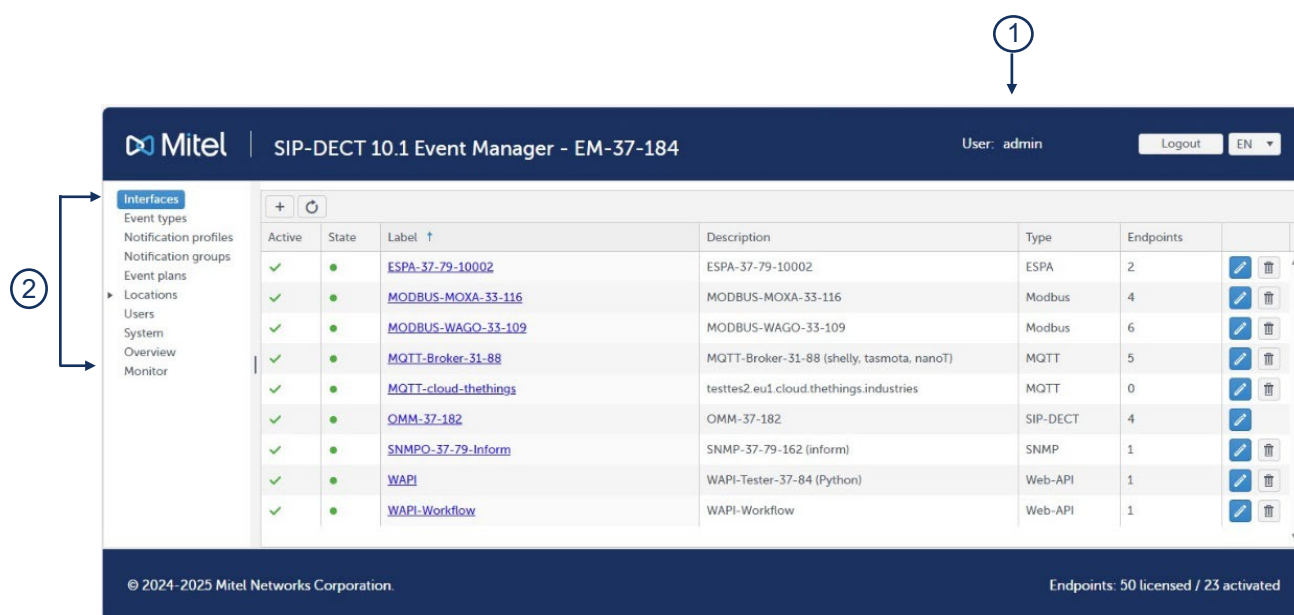 1
Mitel
SIP-DECT 10.1 Event Manager - EM-37-184
User: admin
Logout
EN
2
Interfaces
Event types
Notification profiles
Notification groups
Event plans
Locations
Users
System
Overview
Monitor
+
Active State Label ↑ Description Type Endpoints
ESPA-37-79-10002 ESPA-37-79-10002 ESPA 2
MODBUS-MOXA-33-116 MODBUS-MOXA-33-116 Modbus 4
MODBUS-WAGO-33-109 MODBUS-WAGO-33-109 Modbus 6
MQTT-Broker-31-88 MQTT-Broker-31-88 (shelly, tasmota, nanoT) MQTT 5
MQTT-cloud-thethings testtes2.eu1.cloud.thethings.industries MQTT 0
OMM-37-182 OMM-37-182 SIP-DECT 4
SNMPO-37-79-Inform SNMP-37-79-162 (inform) SNMP 1
WAPI WAPI-Tester-37-84 (Python) Web-API 1
WAPI-Workflow WAPI-Workflow Web-API 1
© 2024-2025 Mitel Networks Corporation.
Endpoints: 50 licensed / 23 activated